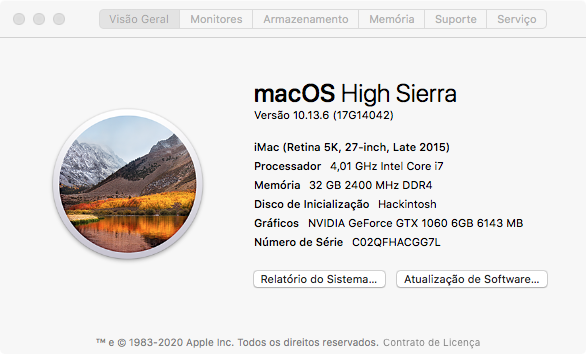 Visão Geral Monitores Armazenamento Memória Suporte Serviço
macOS High Sierra
Versão 10.13.6 (17G14042)
iMac (Retina 5K, 27-inch, Late 2015)
Processador 4,01 GHz Intel Core i7
Memória 32 GB 2400 MHz DDR4
Disco de Inicialização Hackintosh
Gráficos NVIDIA GeForce GTX 1060 6GB 6143 MB
Número de Série C02QFHACGG7L
Relatório do Sistema... Atualização de Software...
™ e © 1983-2020 Apple Inc. Todos os direitos reservados. Contrato de Licença